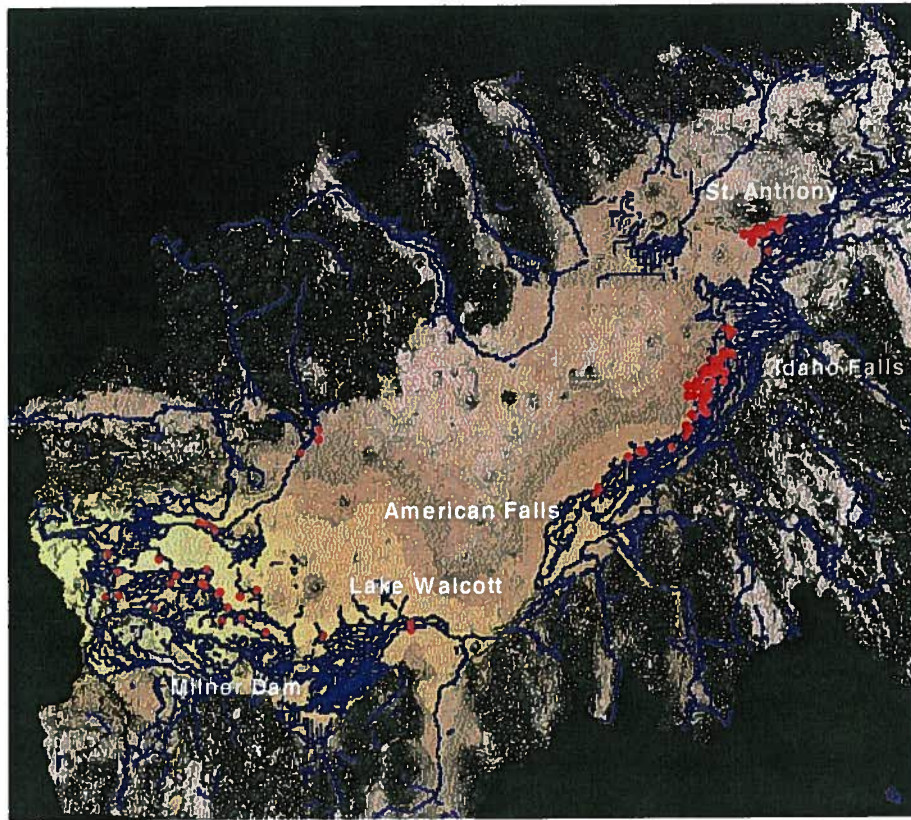 St. Anthony
Idaho Falls
American Falls
Lake Walcott
Milner Dam